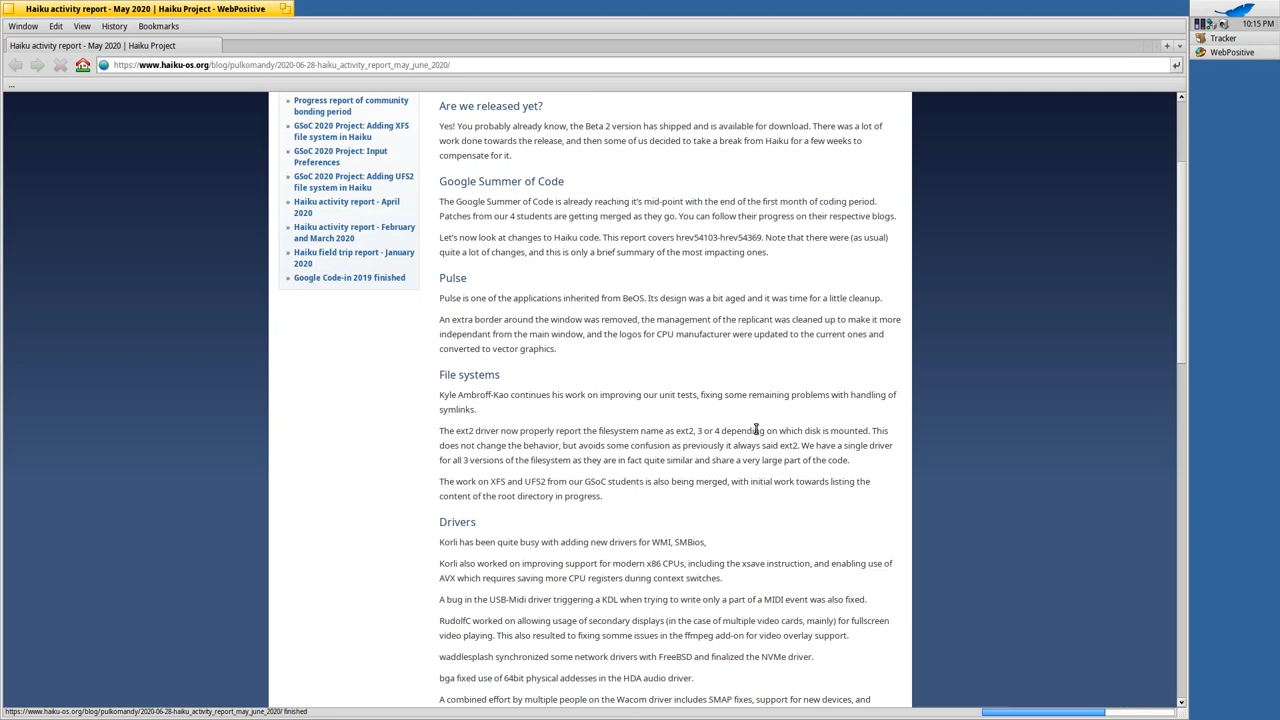 Haiku activity report - May 2020 | Haiku Project - WebPositive
10:15 PM
Tracker
WebPositive
Window Edit View History Bookmarks
Haiku activity report - May 2020 | Haiku Project
https://www.haiku-os.org/blog/pulkomandy/2020-06-28-haiku_activity_report_may_june_2020/
...
» Progress report of community
bonding period
» GSoC 2020 Project: Adding XFS
file system in Haiku
» GSoC 2020 Project: Input
Preferences
» GSoC 2020 Project: Adding UFS2
file system in Haiku
» Haiku activity report - April
2020
» Haiku activity report - February
and March 2020
» Haiku field trip report - January
2020
» Google Code-in 2019 finished
Are we released yet?
Yes! You probably already know, the Beta 2 version has shipped and is available for download. There was a lot of
work done towards the release, and then some of us decided to take a break from Haiku for a few weeks to
compensate for it.
Google Summer of Code
The Google Summer of Code is already reaching it's mid-point with the end of the first month of coding period.
Patches from our 4 students are getting merged as they go. You can follow their progress on their respective blogs.
Let's now look at changes to Haiku code. This report covers hrev54103-hrev54369. Note that there were (as usual)
quite a lot of changes, and this is only a brief summary of the most impacting ones.
Pulse
Pulse is one of the applications inherited from BeOS. Its design was a bit aged and it was time for a little cleanup.
An extra border around the window was removed, the management of the replicant was cleaned up to make it more
independant from the main window, and the logos for CPU manufacturer were updated to the current ones and
converted to vector graphics.
File systems
Kyle Ambroff-Kao continues his work on improving our unit tests, fixing some remaining problems with handling of
symlinks.
The ext2 driver now properly report the filesystem name as ext2, 3 or 4 depending on which disk is mounted. This
does not change the behavior, but avoids some confusion as previously it always said ext2. We have a single driver
for all 3 versions of the filesystem as they are in fact quite similar and share a very large part of the code.
The work on XFS and UFS2 from our GSoC students is also being merged, with initial work towards listing the
content of the root directory in progress.
Drivers
Korli has been quite busy with adding new drivers for WMI, SMBios,
Korli also worked on improving support for modern x86 CPUs, including the xsave instruction, and enabling use of
AVX which requires saving more CPU registers during context switches.
A bug in the USB-Midi driver triggering a KDL when trying to write only a part of a MIDI event was also fixed.
RudolfC worked on allowing usage of secondary displays (in the case of multiple video cards, mainly) for fullscreen
video playing. This also resulted to fixing somme issues in the ffmpeg add-on for video overlay support.
waddlesplash synchronized some network drivers with FreeBSD and finalized the NVMe driver.
bga fixed use of 64bit physical addesses in the HDA audio driver.
A combined effort by multiple people on the Wacom driver includes SMAP fixes, support for new devices, and
https://www.haiku-os.org/blog/pulkomandy/2020-06-28-haiku_activity_report_may_june_2020/ finished